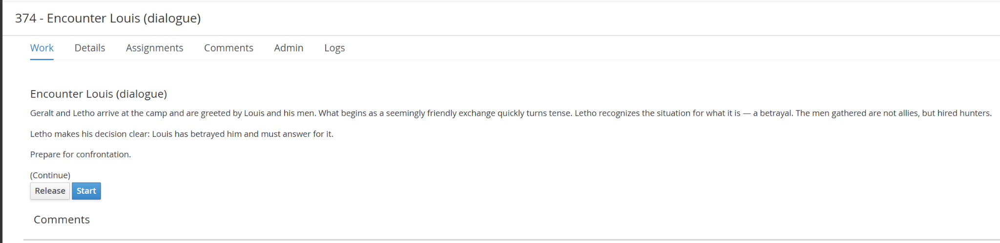 374 - Encounter Louis (dialogue)
Work Details Assignments Comments Admin Logs
Encounter Louis (dialogue)
Geralt and Letho arrive at the camp and are greeted by Louis and his men. What begins as a seemingly friendly exchange quickly turns tense. Letho recognizes the situation for what it is — a betrayal. The men gathered are not allies, but hired hunters.
Letho makes his decision clear: Louis has betrayed him and must answer for it.
Prepare for confrontation.
(Continue)
Release Start
Comments